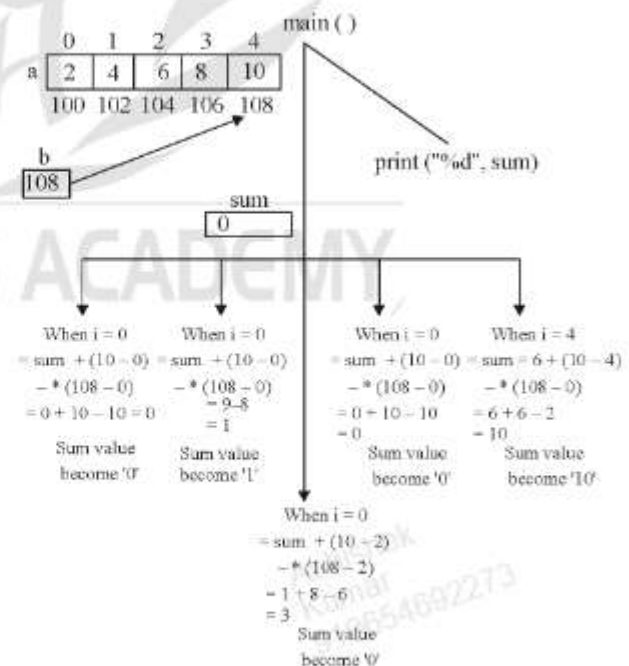 main ( )
0 1 2 3 4
a 2 4 6 8 10
100 102 104 106 108
b
108
print ("%d", sum)
sum
0
ACADEMY
When i = 0
= sum + (10 – 0)
– * (108 – 0)
= 0 + 10 – 10 = 0
Sum value
become '0'
When i = 0
= sum + (10 – 0)
– * (108 – 0)
= 9–8
= 1
Sum value
become '1'
When i = 0
= sum + (10 – 0)
– * (108 – 0)
= 0 + 10 – 10
= 0
Sum value
become '0'
When i = 4
= sum = 6 + (10 – 4)
– * (108 – 0)
= 6 + 6 – 2
= 10
Sum value
become '10'
When i = 0
= sum + (10 – 2)
– * (108 – 2)
= 1 + 8 – 6
= 3
Sum value
become '0'